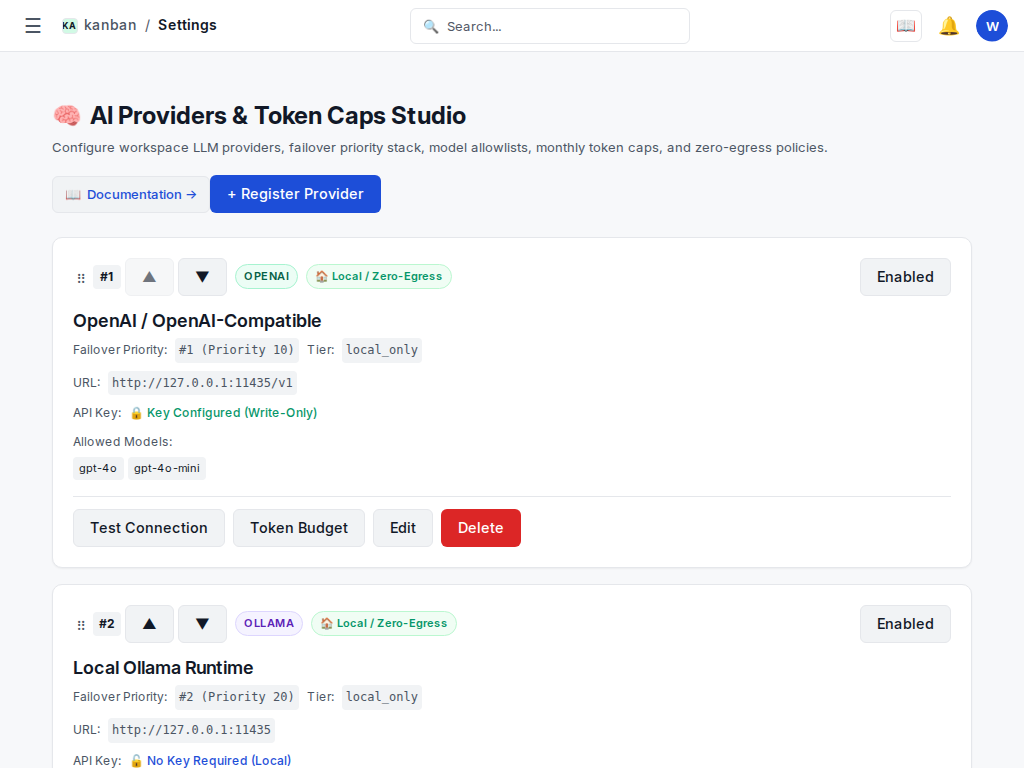 ☰ KA kanban / Settings 🔍 Search... 📖 🔔 W
🧠 AI Providers & Token Caps Studio
Configure workspace LLM providers, failover priority stack, model allowlists, monthly token caps, and zero-egress policies.
📖 Documentation → + Register Provider
⠿ #1 ▲ ▼ OPENAI 🏠 Local / Zero-Egress Enabled
OpenAI / OpenAI-Compatible
Failover Priority: #1 (Priority 10) Tier: local_only
URL: http://127.0.0.1:11435/v1
API Key: 🔒 Key Configured (Write-Only)
Allowed Models:
gpt-4o gpt-4o-mini
Test Connection Token Budget Edit Delete
⠿ #2 ▲ ▼ OLLAMA 🏠 Local / Zero-Egress Enabled
Local Ollama Runtime
Failover Priority: #2 (Priority 20) Tier: local_only
URL: http://127.0.0.1:11435
API Key: 🔓 No Key Required (Local)